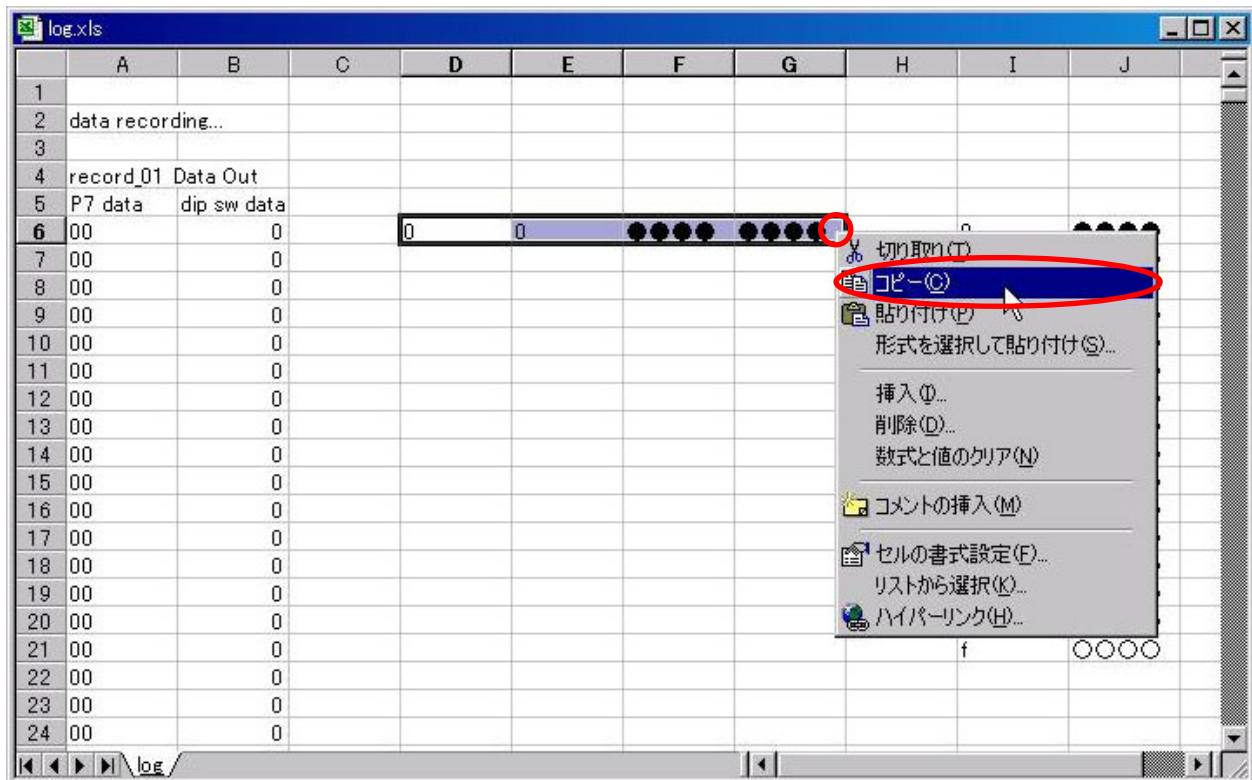 log.xls
A B C D E F G H I J
1
2 data recording...
3
4 record_01 Data Out
5 P7 data dip sw data
6 00 0 0 0 ●●●● ●●●● 0 ●●●●
7 00 0 切り取り(T)
8 00 0 コピー(C)
9 00 0 貼り付け(P)
10 00 0 形式を選択して貼り付け(S)...
11 00 0
12 00 0 挿入(I)...
13 00 0 削除(D)...
14 00 0 数式と値のクリア(N)
15 00 0
16 00 0 コメントの挿入(M)
17 00 0
18 00 0 セルの書式設定(F)...
19 00 0 リストから選択(K)...
20 00 0 ハイパーリンク(H)...
21 00 0 f ○○○○
22 00 0
23 00 0
24 00 0
log